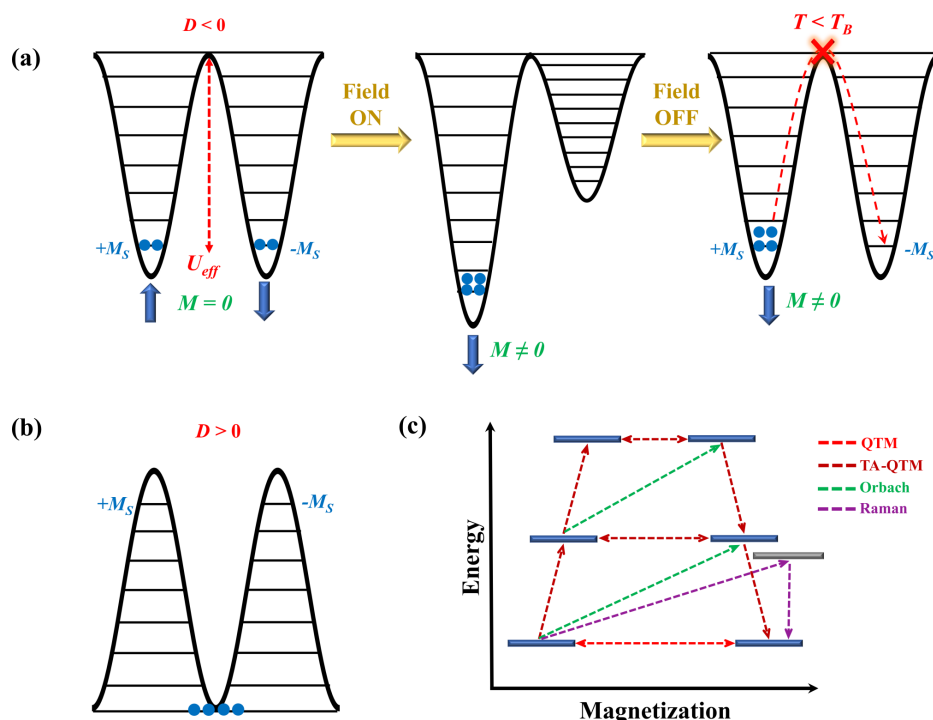 (a)
D < 0
U_eff
+M_S
-M_S
M = 0
Field
ON
M ≠ 0
Field
OFF
T < T_B
+M_S
-M_S
M ≠ 0
(b)
D > 0
+M_S
-M_S
(c)
Energy
Magnetization
QTM
TA-QTM
Orbach
Raman